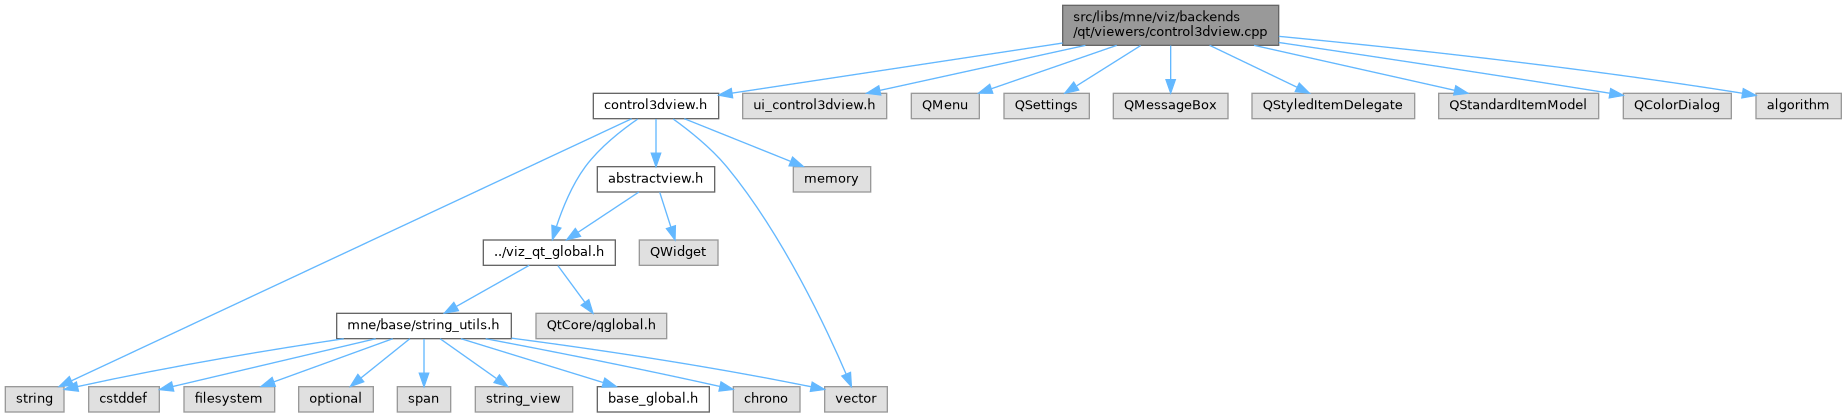 src/libs/mne/viz/backends
/qt/viewers/control3dview.cpp
control3dview.h
ui_control3dview.h
QMenu
QSettings
QMessageBox
QStyledItemDelegate
QStandardItemModel
QColorDialog
algorithm
abstractview.h
memory
../viz_qt_global.h
QWidget
mne/base/string_utils.h
QtCore/qglobal.h
string
cstddef
filesystem
optional
span
string_view
base_global.h
chrono
vector